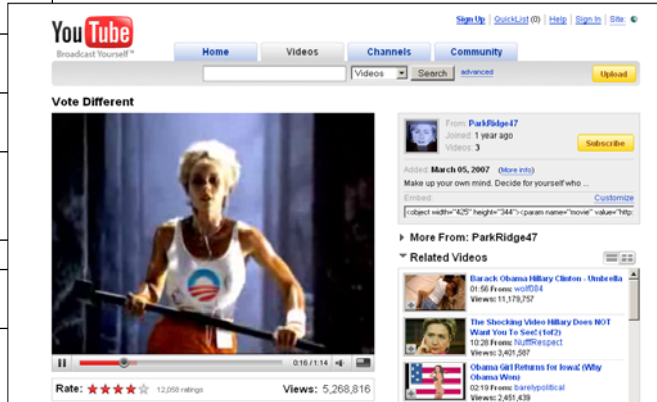 Sign Up | QuickList (0) | Help | Sign In | Site:
YouTube
Broadcast Yourself™
Home Videos Channels Community
Videos Search advanced Upload
Vote Different
From: ParkRidge47
Joined: 1 year ago
Videos: 3
Subscribe
Added: March 05, 2007 (More info)
Make up your own mind. Decide for yourself who ...
Embed: Customize
<object width="425" height="344"><param name="movie" value="http:
More From: ParkRidge47
Related Videos
Barack Obama Hillary Clinton - Umbrella
01:56 From: wolf084
Views: 11,179,757
The Shocking Video Hillary Does NOT
Want You To See! (1of2)
10:28 From: NuffRespect
Views: 3,401,587
Obama Girl Returns for Iowa! (Why
Obama Won)
02:19 From: barelypolitical
Views: 2,451,439
0:16 / 1:14
Rate: 12,058 ratings Views: 5,268,816